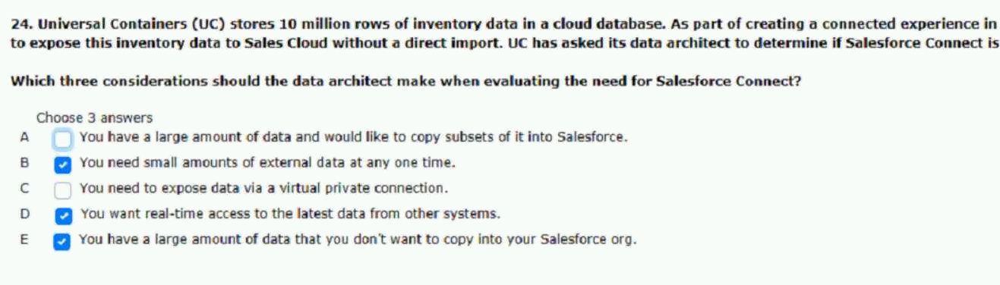 24. Universal Containers (UC) stores 10 million rows of inventory data in a cloud database. As part of creating a connected experience in
to expose this inventory data to Sales Cloud without a direct import. UC has asked its data architect to determine if Salesforce Connect is
Which three considerations should the data architect make when evaluating the need for Salesforce Connect?
Choose 3 answers
A You have a large amount of data and would like to copy subsets of it into Salesforce.
B You need small amounts of external data at any one time.
C You need to expose data via a virtual private connection.
D You want real-time access to the latest data from other systems.
E You have a large amount of data that you don't want to copy into your Salesforce org.